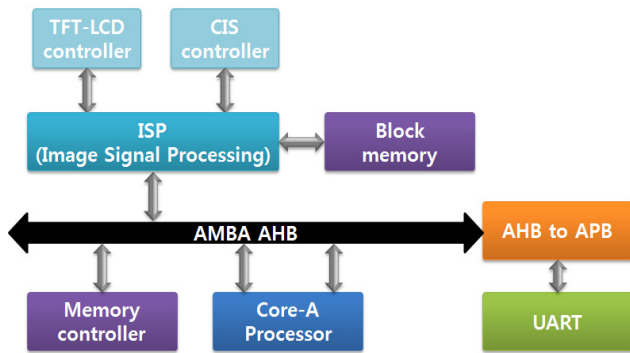 TFT-LCD
controller
CIS
controller
ISP
(Image Signal Processing)
Block
memory
AMBA AHB
AHB to APB
Memory
controller
Core-A
Processor
UART